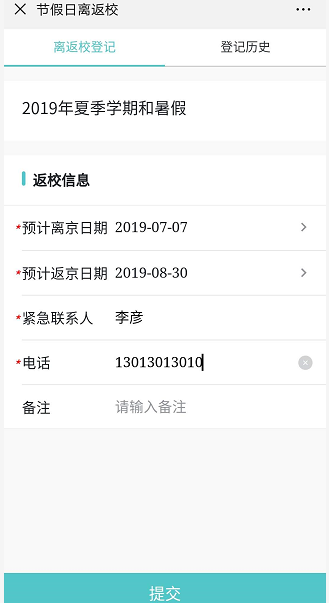 节假日离返校
离返校登记 登记历史
2019年夏季学期和暑假
返校信息
*预计离京日期 2019-07-07
*预计返京日期 2019-08-30
*紧急联系人 李彦
*电话 13013013010
备注 请输入备注
提交